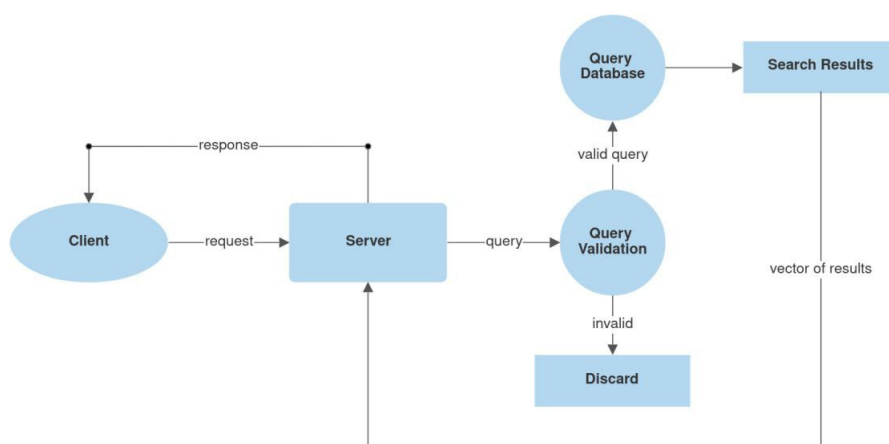 Query
Database
Search Results
response
valid query
Client
request
Server
query
Query
Validation
vector of results
invalid
Discard